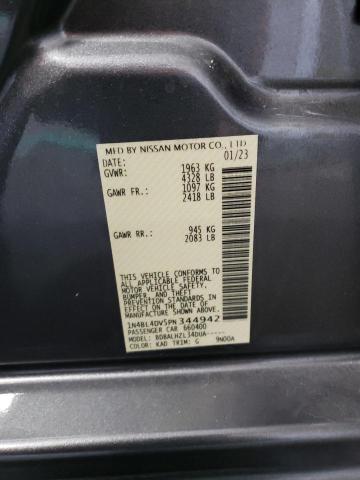 MFD BY NISSAN MOTOR CO., LTD
DATE: 01/23
GVWR: 1963 KG
4328 LB
GAWR FR.: 1097 KG
2418 LB
GAWR RR.: 945 KG
2083 LB
THIS VEHICLE CONFORMS TO ALL
APPLICABLE FEDERAL MOTOR VEHICLE SAFETY,
BUMPER, AND THEFT PREVENTION STANDARDS
IN EFFECT ON THE DATE OF
MANUFACTURE SHOWN ABOVE.
1N4BL4DV5PN344942
PASSENGER CAR 660400
MODEL: BDBALHZL34DUA-----
COLOR: KAD TRIM: G 9N00A